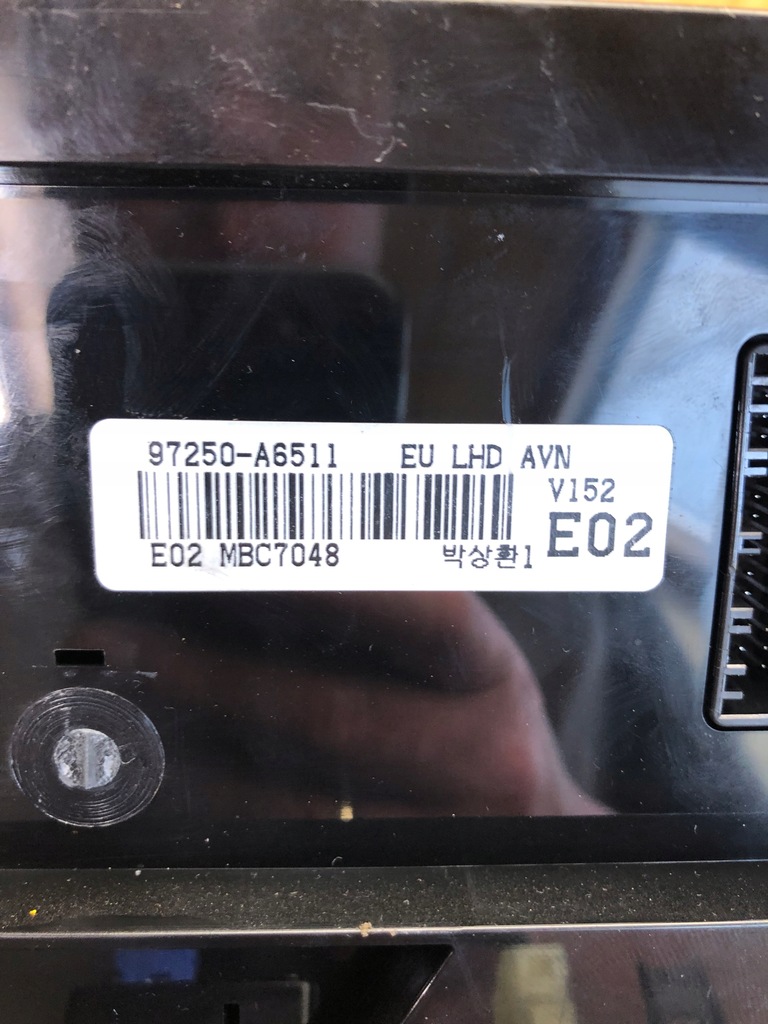 97250-A6511 EU LHD AVN
V152
E02
E02 MBC7048 박상환1